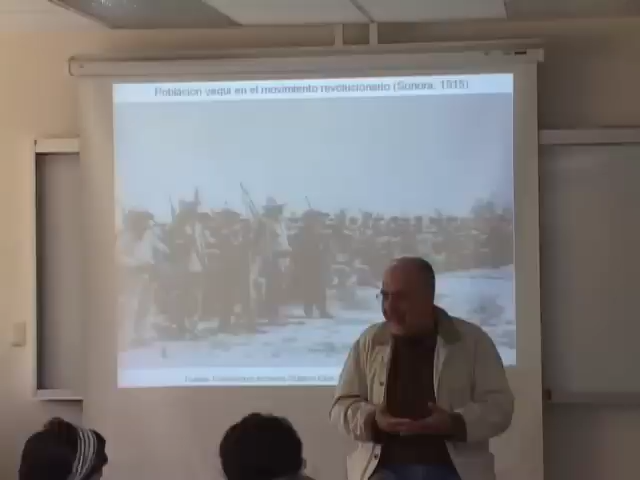 Población yaqui en el movimiento revolucionario (Sonora, 1915)